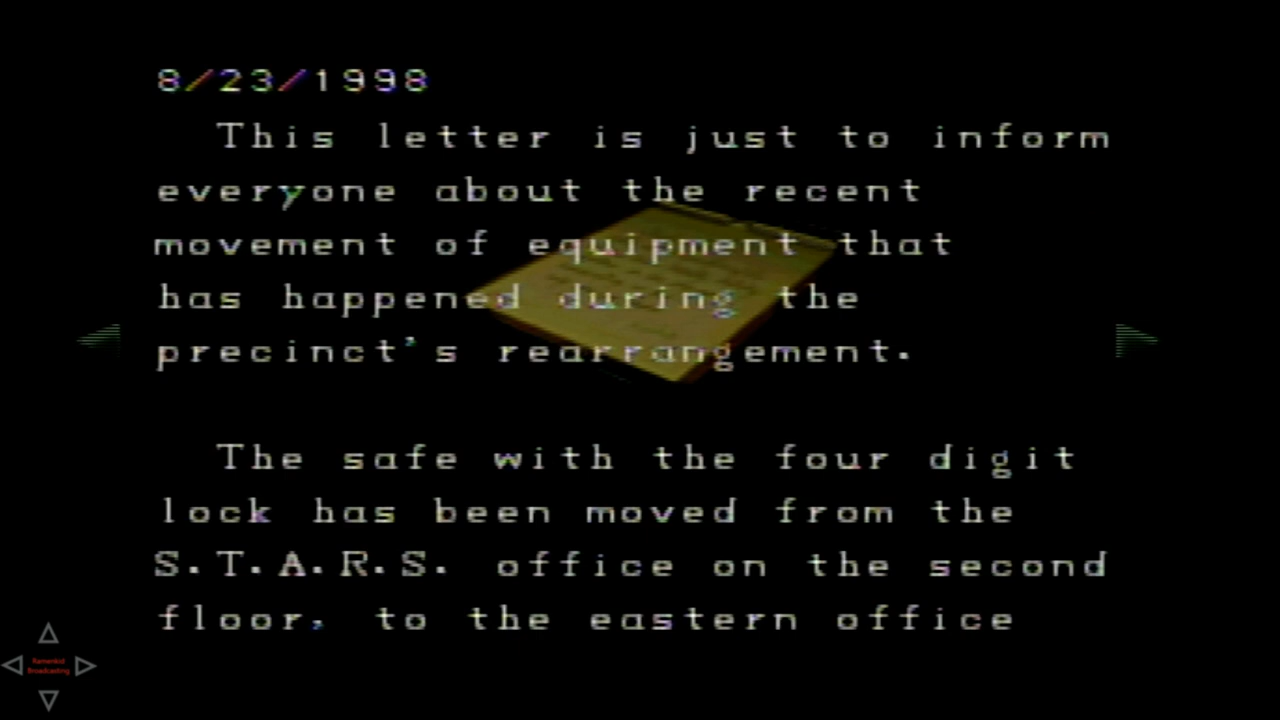 8/23/1998
This letter is just to inform
everyone about the recent
movement of equipment that
has happened during the
precinct's rearrangement.
The safe with the four digit
lock has been moved from the
S.T.A.R.S. office on the second
floor, to the eastern office
Ramenkid
Broadcasting